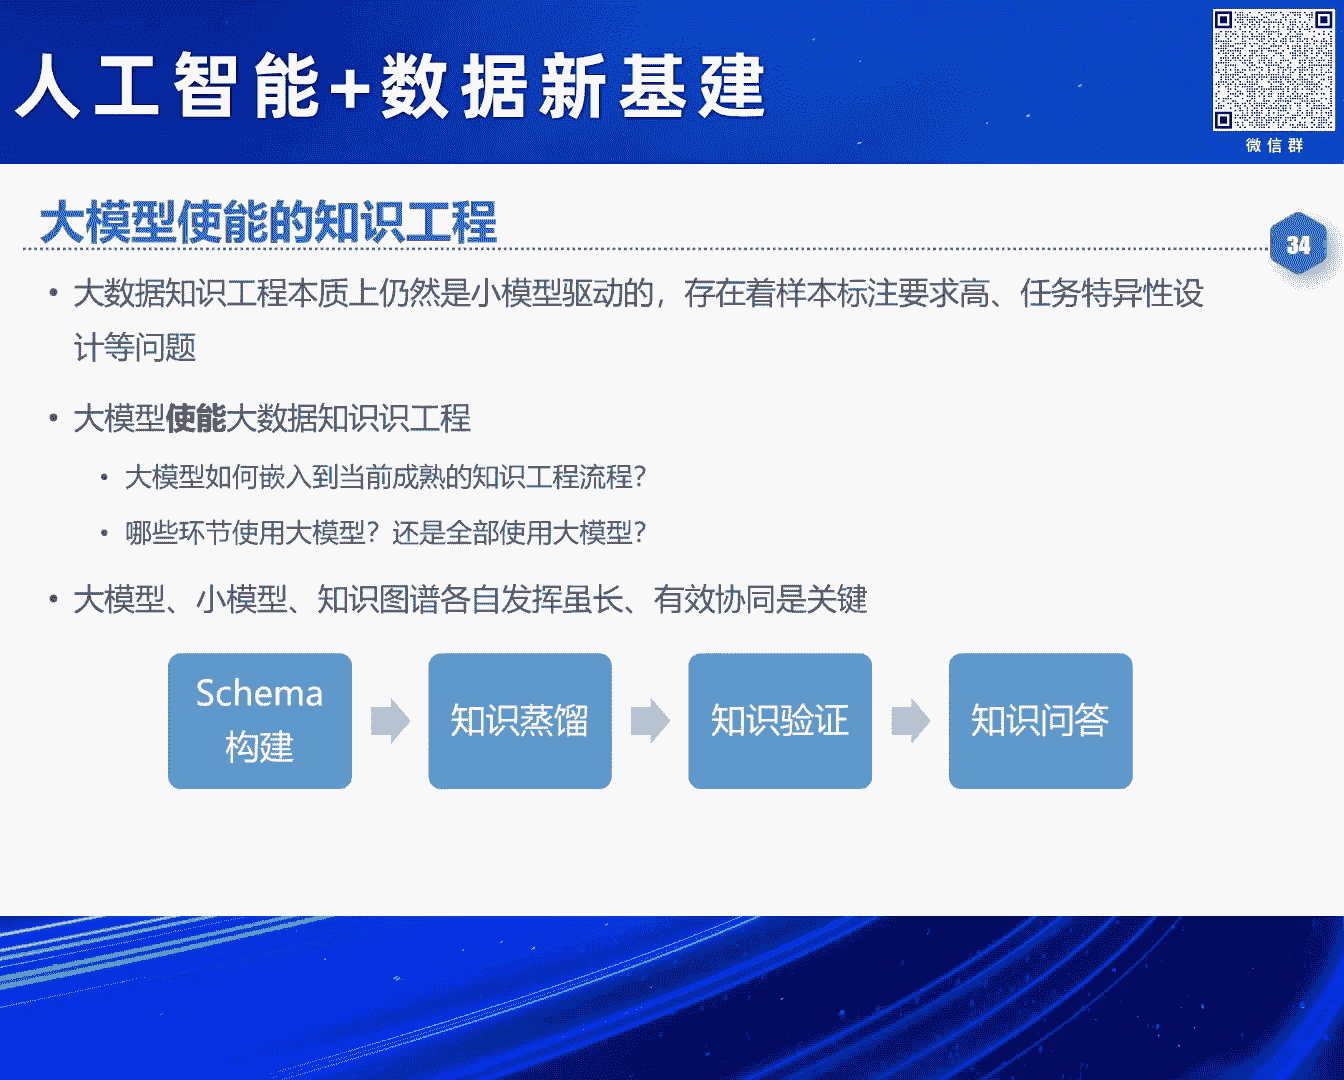 人工智能+数据新基建
微信群
大模型使能的知识工程
34
• 大数据知识工程本质上仍然是小模型驱动的，存在着样本标注要求高、任务特异性设
计等问题
• 大模型使能大数据知识识工程
• 大模型如何嵌入到当前成熟的知识工程流程？
• 哪些环节使用大模型？还是全部使用大模型？
• 大模型、小模型、知识图谱各自发挥虽长、有效协同是关键
Schema
构建
知识蒸馏
知识验证
知识问答